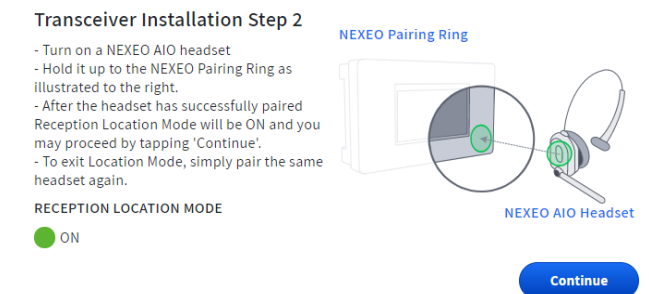 Transceiver Installation Step 2
NEXEO Pairing Ring
- Turn on a NEXEO AIO headset
- Hold it up to the NEXEO Pairing Ring as
illustrated to the right.
- After the headset has successfully paired
Reception Location Mode will be ON and you
may proceed by tapping 'Continue'.
- To exit Location Mode, simply pair the same
headset again.
RECEPTION LOCATION MODE
ON
NEXEO AIO Headset
Continue